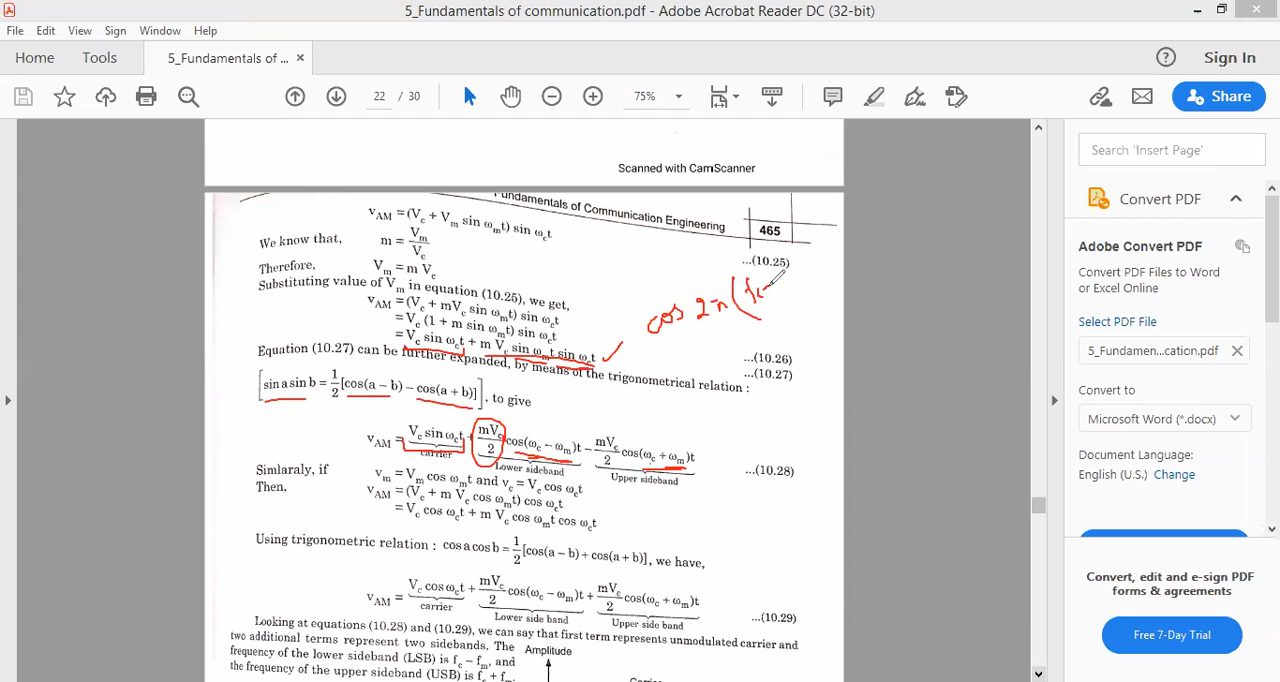 5_Fundamentals of communication.pdf - Adobe Acrobat Reader DC (32-bit)
File Edit View Sign Window Help
Home Tools 5_Fundamentals of ... × Sign In
22 / 30 75% Share
Scanned with CamScanner
Fundamentals of Communication Engineering 465
v_AM = (V_c + V_m sin ω_m t) sin ω_c t
We know that, m = V_m / V_c
...(10.25)
Therefore, V_m = m V_c
Substituting value of V_m in equation (10.25), we get,
v_AM = (V_c + mV_c sin ω_m t) sin ω_c t
= V_c (1 + m sin ω_m t) sin ω_c t
cos 2π (fc-
= V_c sin ω_c t + m V_c sin ω_m t sin ω_c t ✓
...(10.26)
...(10.27)
Equation (10.27) can be further expanded, by means of the trigonometrical relation :
[sin a sin b = 1/2 [cos(a − b) − cos(a + b)]], to give
v_AM = V_c sin ω_c t + mV_c/2 cos(ω_c − ω_m)t − mV_c/2 cos(ω_c + ω_m)t ...(10.28)
carrier Lower sideband Upper sideband
Simlaraly, if v_m = V_m cos ω_m t and v_c = V_c cos ω_c t
Then, v_AM = (V_c + m V_c cos ω_m t) cos ω_c t
= V_c cos ω_c t + m V_c cos ω_m t cos ω_c t
Using trigonometric relation : cos a cos b = 1/2 [cos(a − b) + cos(a + b)], we have,
v_AM = V_c cos ω_c t + mV_c/2 cos(ω_c − ω_m)t + mV_c/2 cos(ω_c + ω_m)t ...(10.29)
carrier Lower side band Upper side band
Looking at equations (10.28) and (10.29), we can say that first term represents unmodulated carrier and
two additional terms represent two sidebands. The
frequency of the lower sideband (LSB) is f_c − f_m, and
the frequency of the upper sideband (USB) is f_c + f_m.
Amplitude
Search 'Insert Page'
Convert PDF
Adobe Convert PDF
Convert PDF Files to Word
or Excel Online
Select PDF File
5_Fundamen...cation.pdf ×
Convert to
Microsoft Word (*.docx)
Document Language:
English (U.S.) Change
Convert, edit and e-sign PDF
forms & agreements
Free 7-Day Trial